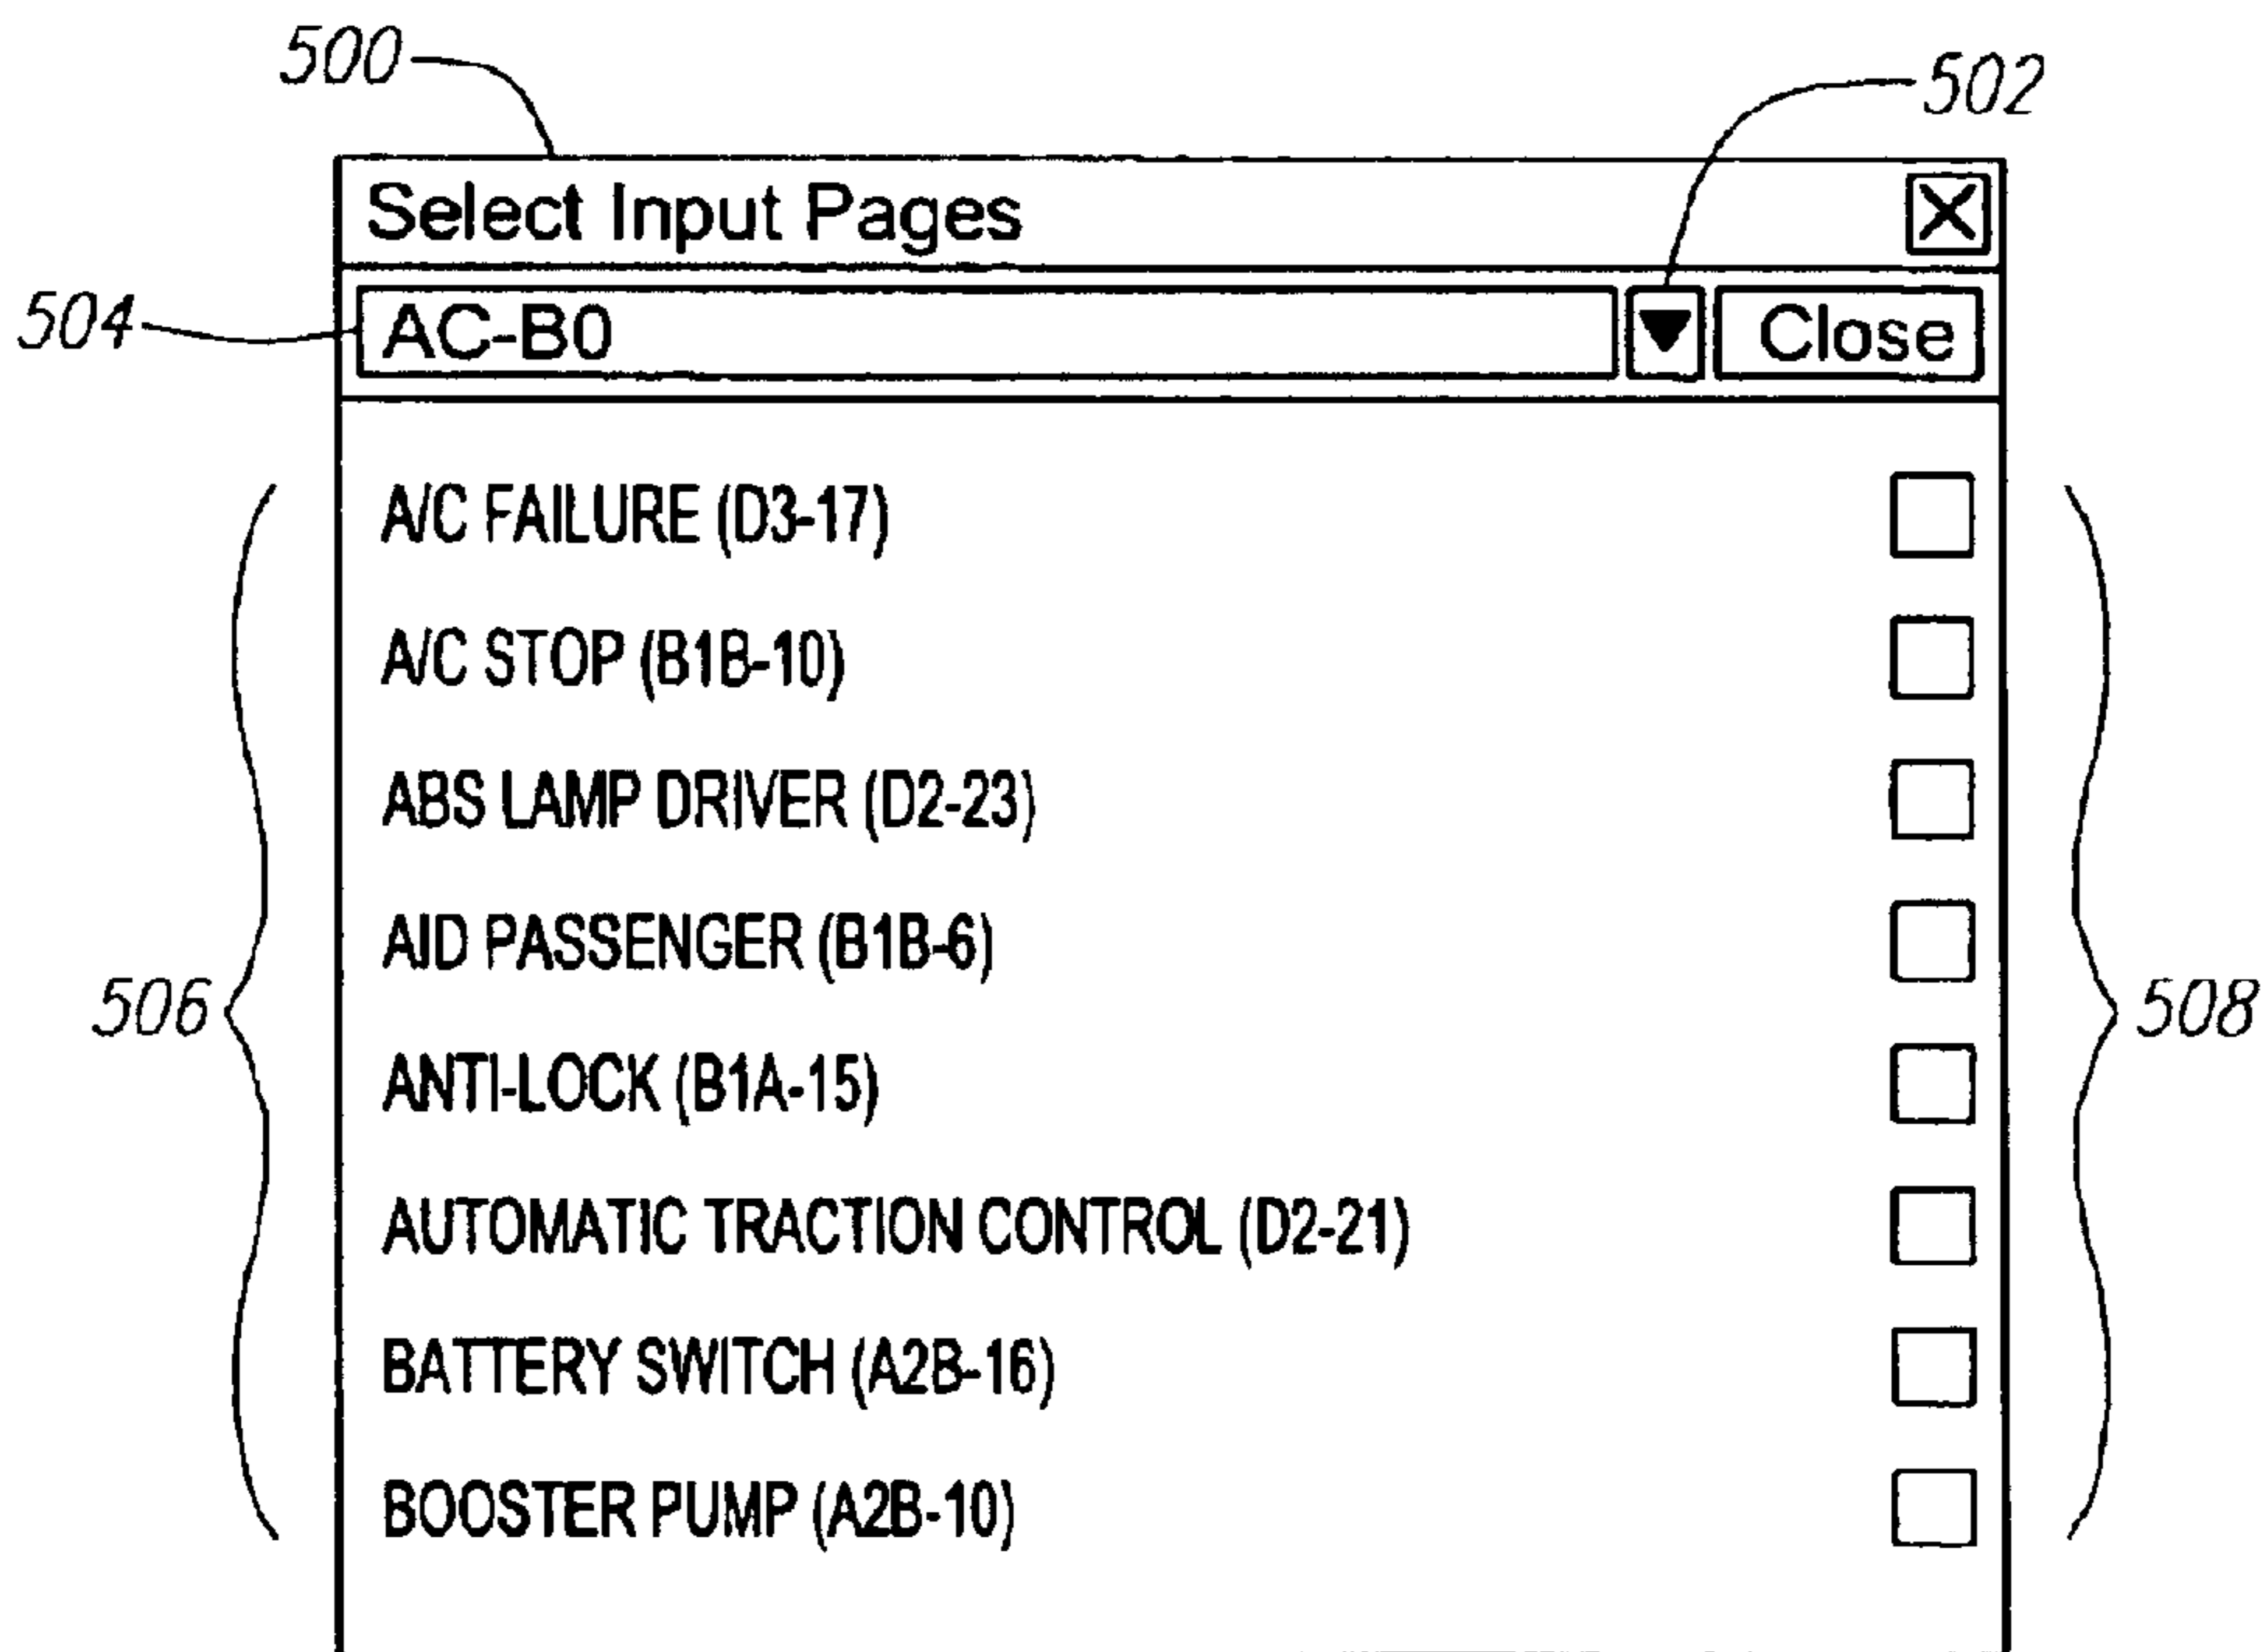 500
502
Select Input Pages
504
AC-B0
Close
A/C FAILURE (D3-17)
A/C STOP (B1B-10)
ABS LAMP DRIVER (D2-23)
AID PASSENGER (B1B-6)
506
508
ANTI-LOCK (B1A-15)
AUTOMATIC TRACTION CONTROL (D2-21)
BATTERY SWITCH (A2B-16)
BOOSTER PUMP (A2B-10)